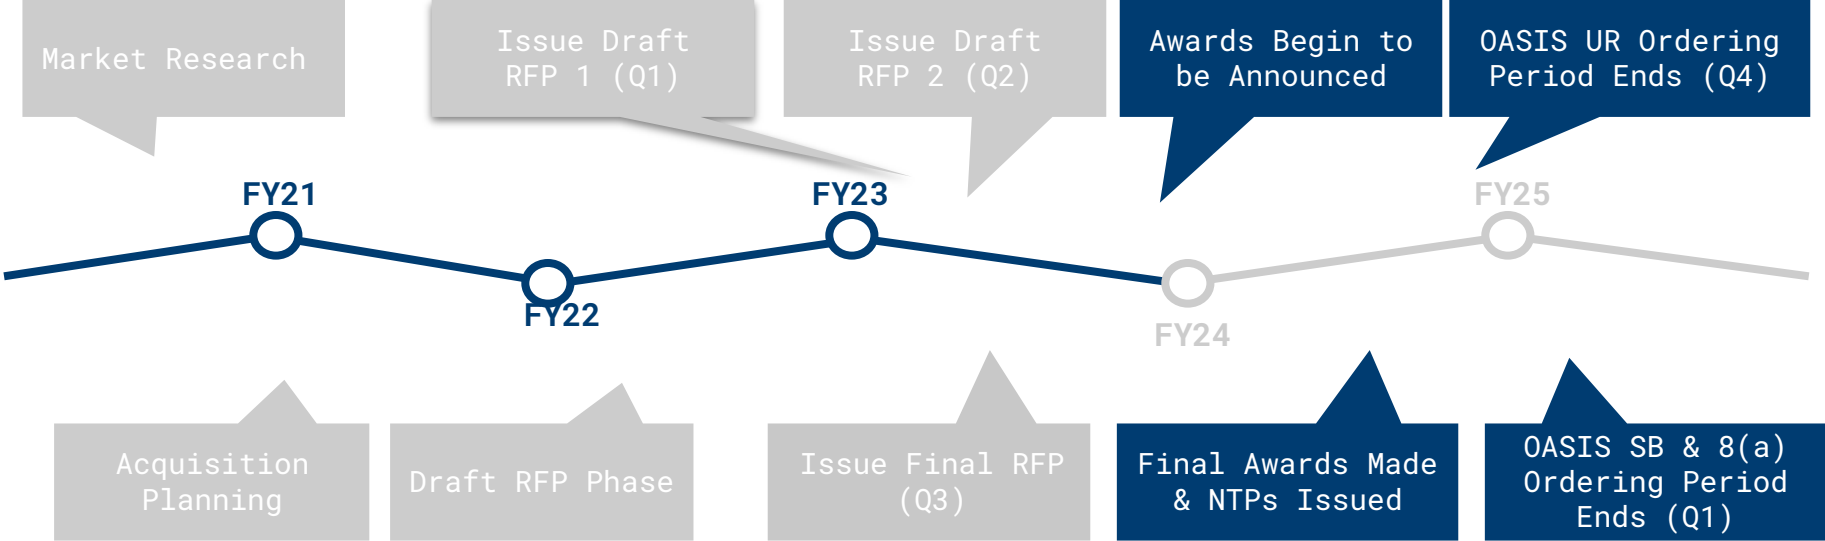 Market Research
Issue Draft
RFP 1 (Q1)
Issue Draft
RFP 2 (Q2)
Awards Begin to
be Announced
OASIS UR Ordering
Period Ends (Q4)
FY21
FY22
FY23
FY24
FY25
Acquisition
Planning
Draft RFP Phase
Issue Final RFP
(Q3)
Final Awards Made
& NTPs Issued
OASIS SB & 8(a)
Ordering Period
Ends (Q1)